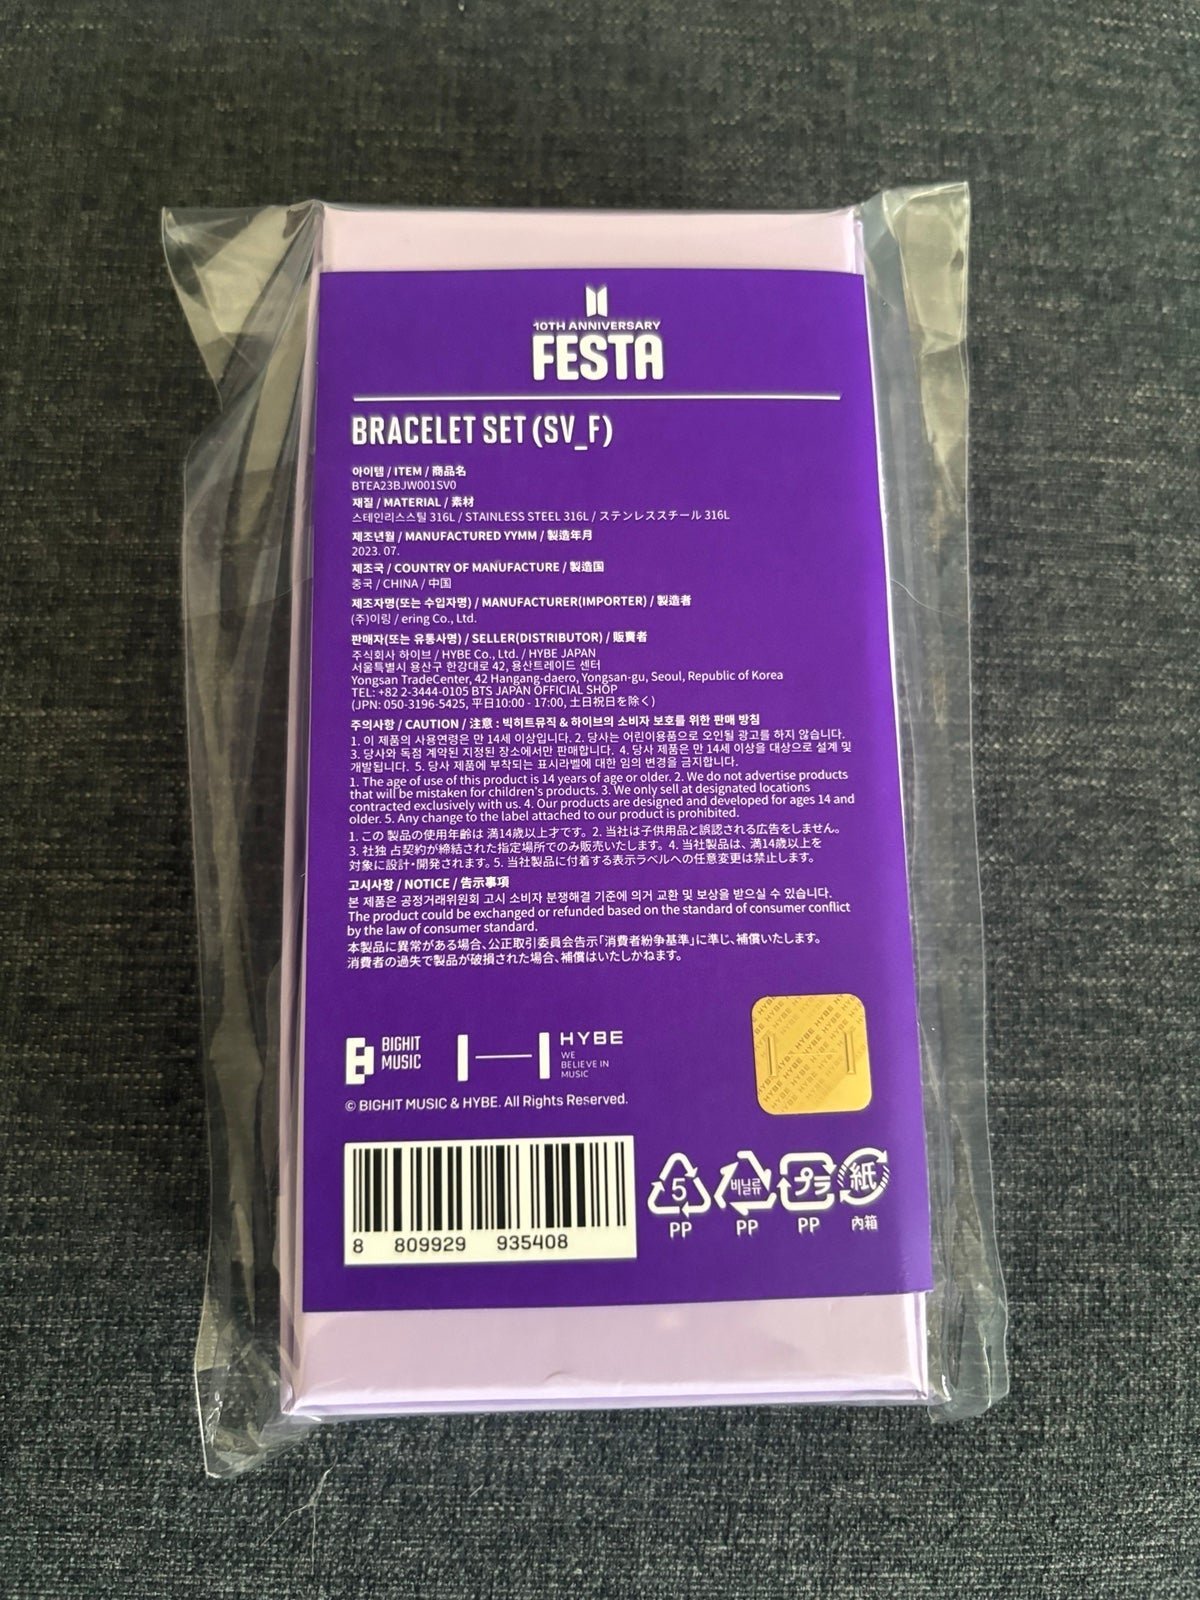 10TH ANNIVERSARY
FESTA
BRACELET SET (SV_F)
아이템 / ITEM / 商品名
BTEA23BJW001SV0
재질 / MATERIAL / 素材
스테인리스스틸 316L / STAINLESS STEEL 316L / ステンレススチール 316L
제조년월 / MANUFACTURED YYMM / 製造年月
2023. 07.
제조국 / COUNTRY OF MANUFACTURE / 製造国
중국 / CHINA / 中国
제조자명(또는 수입자명) / MANUFACTURER(IMPORTER) / 製造者
(주)이링 / ering Co., Ltd.
판매자(또는 유통사명) / SELLER(DISTRIBUTOR) / 販賣者
주식회사 하이브 / HYBE Co., Ltd. / HYBE JAPAN
서울특별시 용산구 한강대로 42, 용산트레이드 센터
Yongsan TradeCenter, 42 Hangang-daero, Yongsan-gu, Seoul, Republic of Korea
TEL: +82 2-3444-0105 BTS JAPAN OFFICIAL SHOP
(JPN: 050-3196-5425, 平日10:00 - 17:00, 土日祝日を除く)
주의사항 / CAUTION / 注意 : 빅히트뮤직 & 하이브의 소비자 보호를 위한 판매 방침
1. 이 제품의 사용연령은 만 14세 이상입니다. 2. 당사는 어린이용품으로 오인될 광고를 하지 않습니다.
3. 당사와 독점 계약된 지정된 장소에서만 판매합니다. 4. 당사 제품은 만 14세 이상을 대상으로 설계 및
개발됩니다. 5. 당사 제품에 부착되는 표시라벨에 대한 임의 변경을 금지합니다.
1. The age of use of this product is 14 years of age or older. 2. We do not advertise products
that will be mistaken for children's products. 3. We only sell at designated locations
contracted exclusively with us. 4. Our products are designed and developed for ages 14 and
older. 5. Any change to the label attached to our product is prohibited.
1. この 製品の使用年齢は 満14歳以上才です。 2. 当社は子供用品と誤認される広告をしません。
3. 社独 占契約が締結された指定場所でのみ販売いたします。 4. 当社製品は、満14歳以上を
対象に設計・開発されます。 5. 当社製品に付着する表示ラベルへの任意変更は禁止します。
고시사항 / NOTICE / 告示事項
본 제품은 공정거래위원회 고시 소비자 분쟁해결 기준에 의거 교환 및 보상을 받으실 수 있습니다.
The product could be exchanged or refunded based on the standard of consumer conflict
by the law of consumer standard.
本製品に異常がある場合、公正取引委員会告示「消費者紛争基準」に準じ、補償いたします。
消費者の過失で製品が破損された場合、補償はいたしかねます。
BIGHIT
MUSIC
HYBE
WE
BELIEVE IN
MUSIC
© BIGHIT MUSIC & HYBE. All Rights Reserved.
8 809929 935408
5
PP
비닐류
PP
プラ
PP
紙
內箱